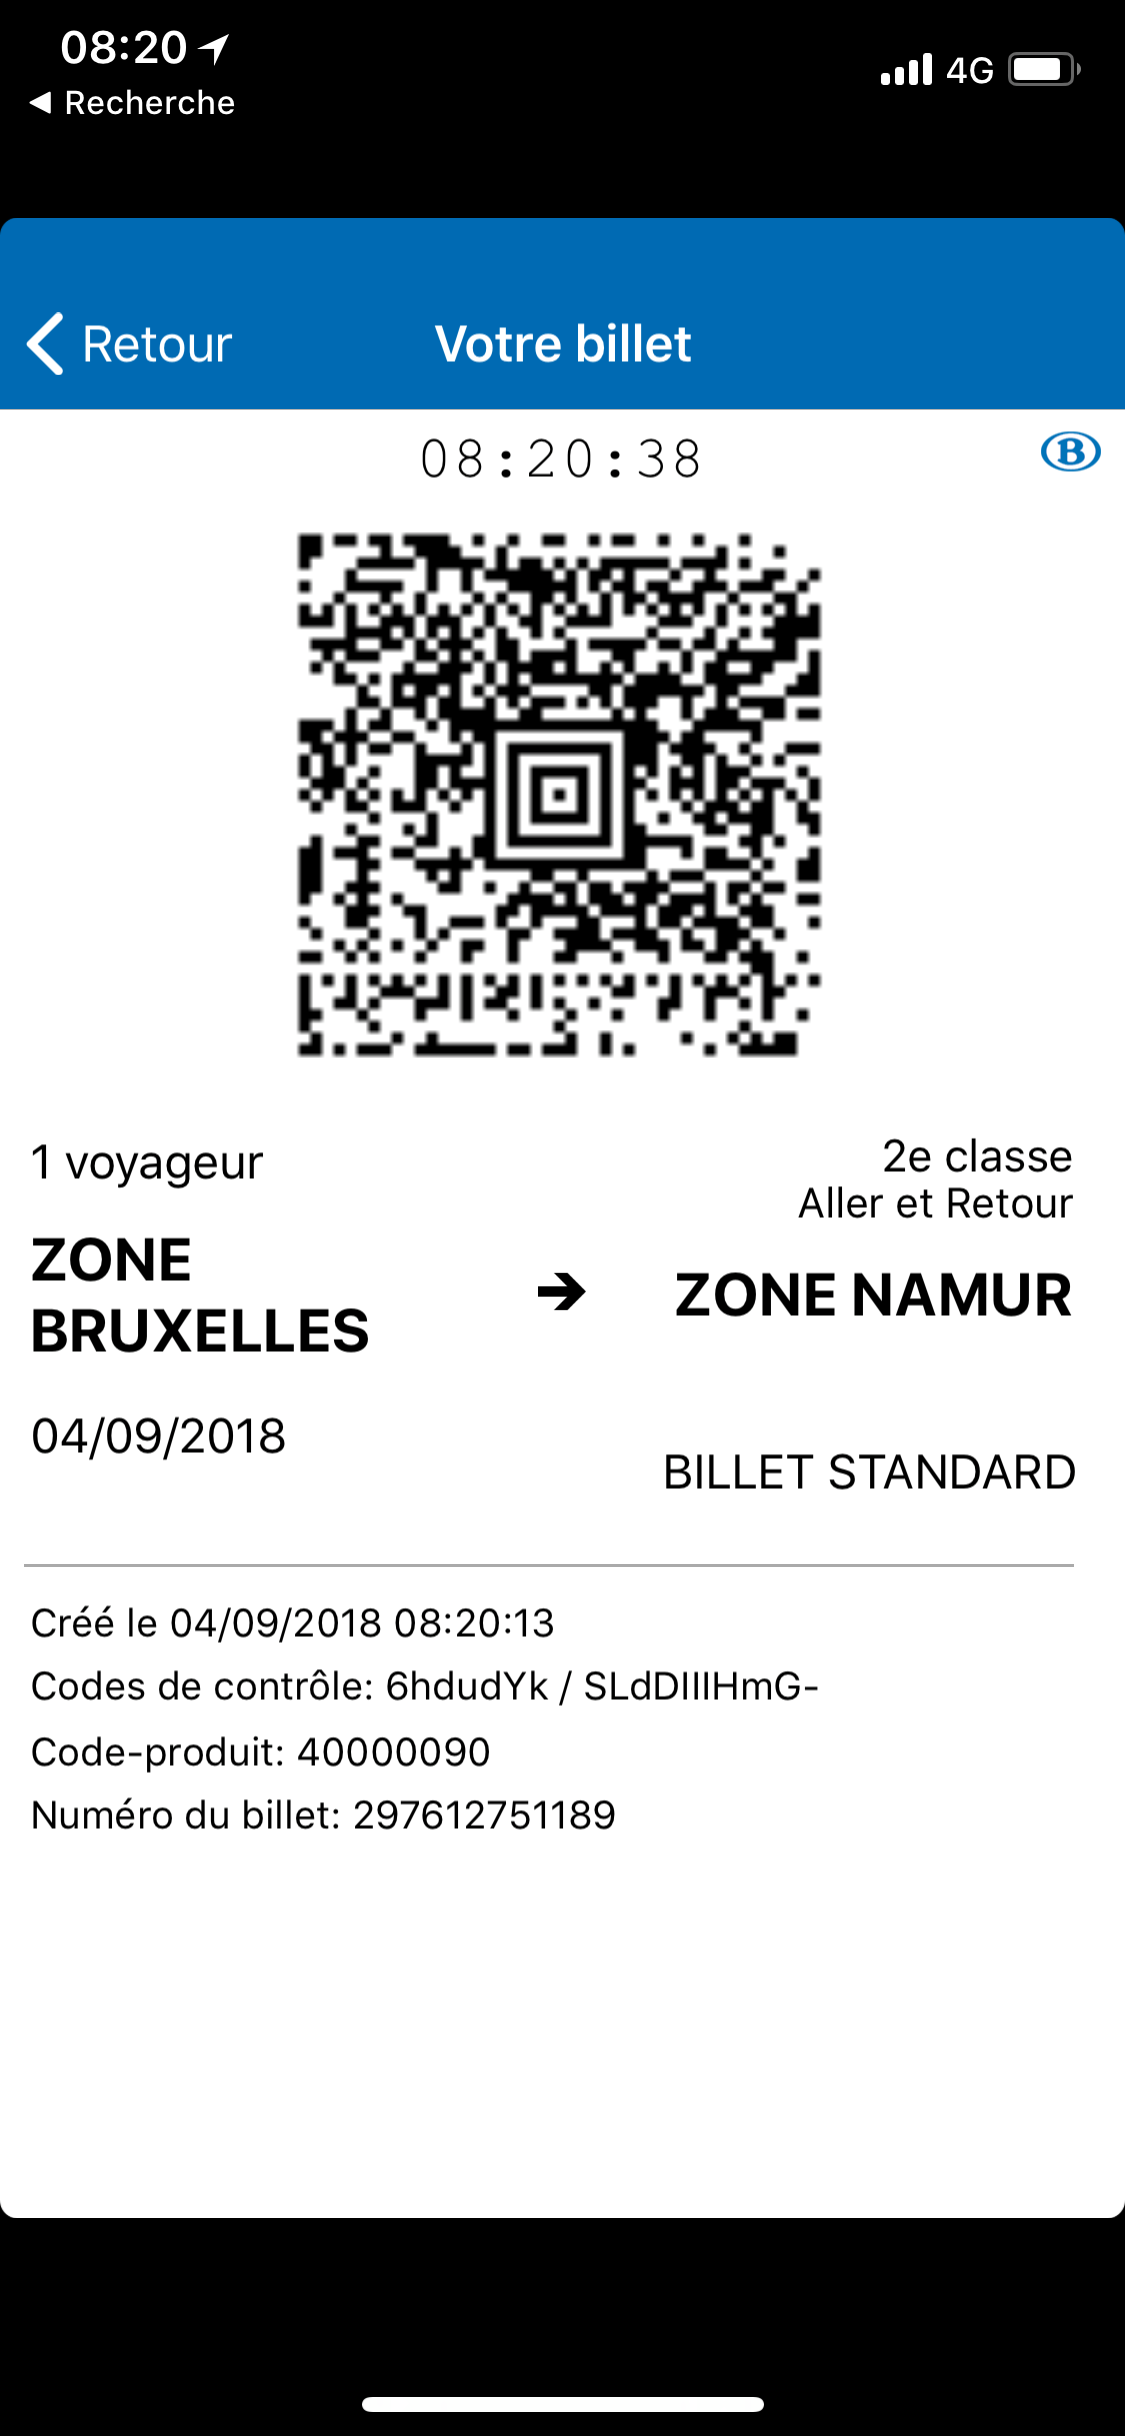 08:20
4G
Recherche
Retour
Votre billet
08:20:38
B
1 voyageur
2e classe
Aller et Retour
ZONE
BRUXELLES
ZONE NAMUR
04/09/2018
BILLET STANDARD
Créé le 04/09/2018 08:20:13
Codes de contrôle: 6hdudYk / SLdDIIIHmG-
Code-produit: 40000090
Numéro du billet: 297612751189